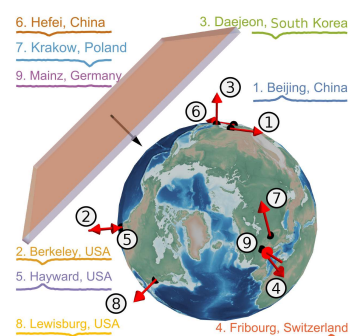 6. Hefei, China
3. Daejeon, South Korea
7. Krakow, Poland
9. Mainz, Germany
1. Beijing, China
3
6
1
7
2
5
9
4
8
2. Berkeley, USA
5. Hayward, USA
8. Lewisburg, USA
4. Fribourg, Switzerland